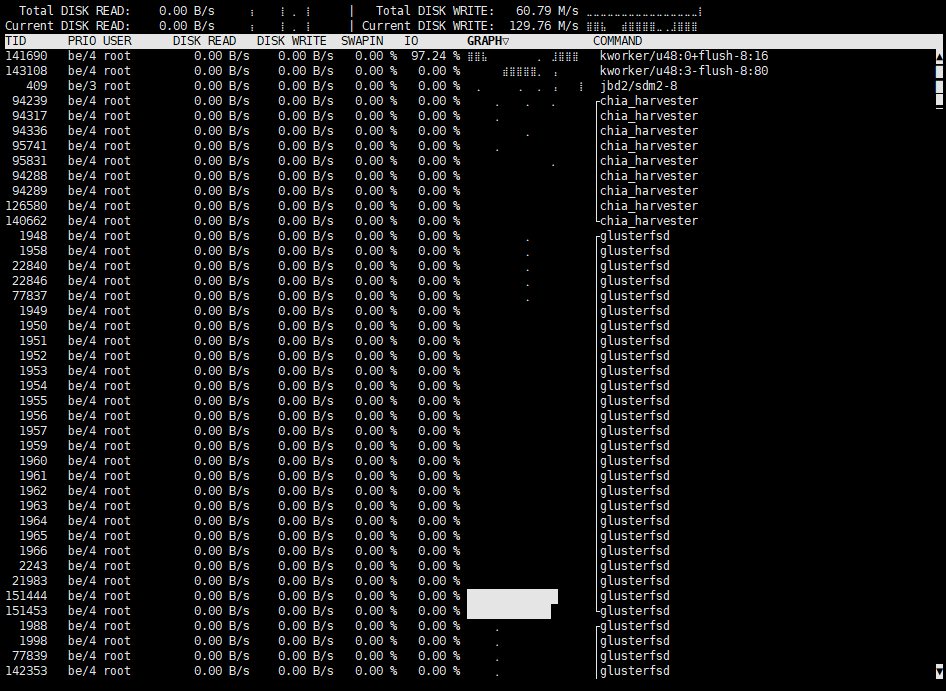 Total DISK READ: 0.00 B/s | Total DISK WRITE: 60.79 M/s
Current DISK READ: 0.00 B/s | Current DISK WRITE: 129.76 M/s
TID PRIO USER DISK READ DISK WRITE SWAPIN IO GRAPH▽ COMMAND
141690 be/4 root 0.00 B/s 0.00 B/s 0.00 % 97.24 % kworker/u48:0+flush-8:16
143108 be/4 root 0.00 B/s 0.00 B/s 0.00 % 0.00 % kworker/u48:3-flush-8:80
409 be/3 root 0.00 B/s 0.00 B/s 0.00 % 0.00 % jbd2/sdm2-8
94239 be/4 root 0.00 B/s 0.00 B/s 0.00 % 0.00 % chia_harvester
94317 be/4 root 0.00 B/s 0.00 B/s 0.00 % 0.00 % chia_harvester
94336 be/4 root 0.00 B/s 0.00 B/s 0.00 % 0.00 % chia_harvester
95741 be/4 root 0.00 B/s 0.00 B/s 0.00 % 0.00 % chia_harvester
95831 be/4 root 0.00 B/s 0.00 B/s 0.00 % 0.00 % chia_harvester
94288 be/4 root 0.00 B/s 0.00 B/s 0.00 % 0.00 % chia_harvester
94289 be/4 root 0.00 B/s 0.00 B/s 0.00 % 0.00 % chia_harvester
126580 be/4 root 0.00 B/s 0.00 B/s 0.00 % 0.00 % chia_harvester
140662 be/4 root 0.00 B/s 0.00 B/s 0.00 % 0.00 % chia_harvester
1948 be/4 root 0.00 B/s 0.00 B/s 0.00 % 0.00 % glusterfsd
1958 be/4 root 0.00 B/s 0.00 B/s 0.00 % 0.00 % glusterfsd
22840 be/4 root 0.00 B/s 0.00 B/s 0.00 % 0.00 % glusterfsd
22846 be/4 root 0.00 B/s 0.00 B/s 0.00 % 0.00 % glusterfsd
77837 be/4 root 0.00 B/s 0.00 B/s 0.00 % 0.00 % glusterfsd
1949 be/4 root 0.00 B/s 0.00 B/s 0.00 % 0.00 % glusterfsd
1950 be/4 root 0.00 B/s 0.00 B/s 0.00 % 0.00 % glusterfsd
1951 be/4 root 0.00 B/s 0.00 B/s 0.00 % 0.00 % glusterfsd
1952 be/4 root 0.00 B/s 0.00 B/s 0.00 % 0.00 % glusterfsd
1953 be/4 root 0.00 B/s 0.00 B/s 0.00 % 0.00 % glusterfsd
1954 be/4 root 0.00 B/s 0.00 B/s 0.00 % 0.00 % glusterfsd
1955 be/4 root 0.00 B/s 0.00 B/s 0.00 % 0.00 % glusterfsd
1956 be/4 root 0.00 B/s 0.00 B/s 0.00 % 0.00 % glusterfsd
1957 be/4 root 0.00 B/s 0.00 B/s 0.00 % 0.00 % glusterfsd
1959 be/4 root 0.00 B/s 0.00 B/s 0.00 % 0.00 % glusterfsd
1960 be/4 root 0.00 B/s 0.00 B/s 0.00 % 0.00 % glusterfsd
1961 be/4 root 0.00 B/s 0.00 B/s 0.00 % 0.00 % glusterfsd
1962 be/4 root 0.00 B/s 0.00 B/s 0.00 % 0.00 % glusterfsd
1963 be/4 root 0.00 B/s 0.00 B/s 0.00 % 0.00 % glusterfsd
1964 be/4 root 0.00 B/s 0.00 B/s 0.00 % 0.00 % glusterfsd
1965 be/4 root 0.00 B/s 0.00 B/s 0.00 % 0.00 % glusterfsd
1966 be/4 root 0.00 B/s 0.00 B/s 0.00 % 0.00 % glusterfsd
2243 be/4 root 0.00 B/s 0.00 B/s 0.00 % 0.00 % glusterfsd
21983 be/4 root 0.00 B/s 0.00 B/s 0.00 % 0.00 % glusterfsd
151444 be/4 root 0.00 B/s 0.00 B/s 0.00 % 0.00 % glusterfsd
151453 be/4 root 0.00 B/s 0.00 B/s 0.00 % 0.00 % glusterfsd
1988 be/4 root 0.00 B/s 0.00 B/s 0.00 % 0.00 % glusterfsd
1998 be/4 root 0.00 B/s 0.00 B/s 0.00 % 0.00 % glusterfsd
77839 be/4 root 0.00 B/s 0.00 B/s 0.00 % 0.00 % glusterfsd
142353 be/4 root 0.00 B/s 0.00 B/s 0.00 % 0.00 % glusterfsd